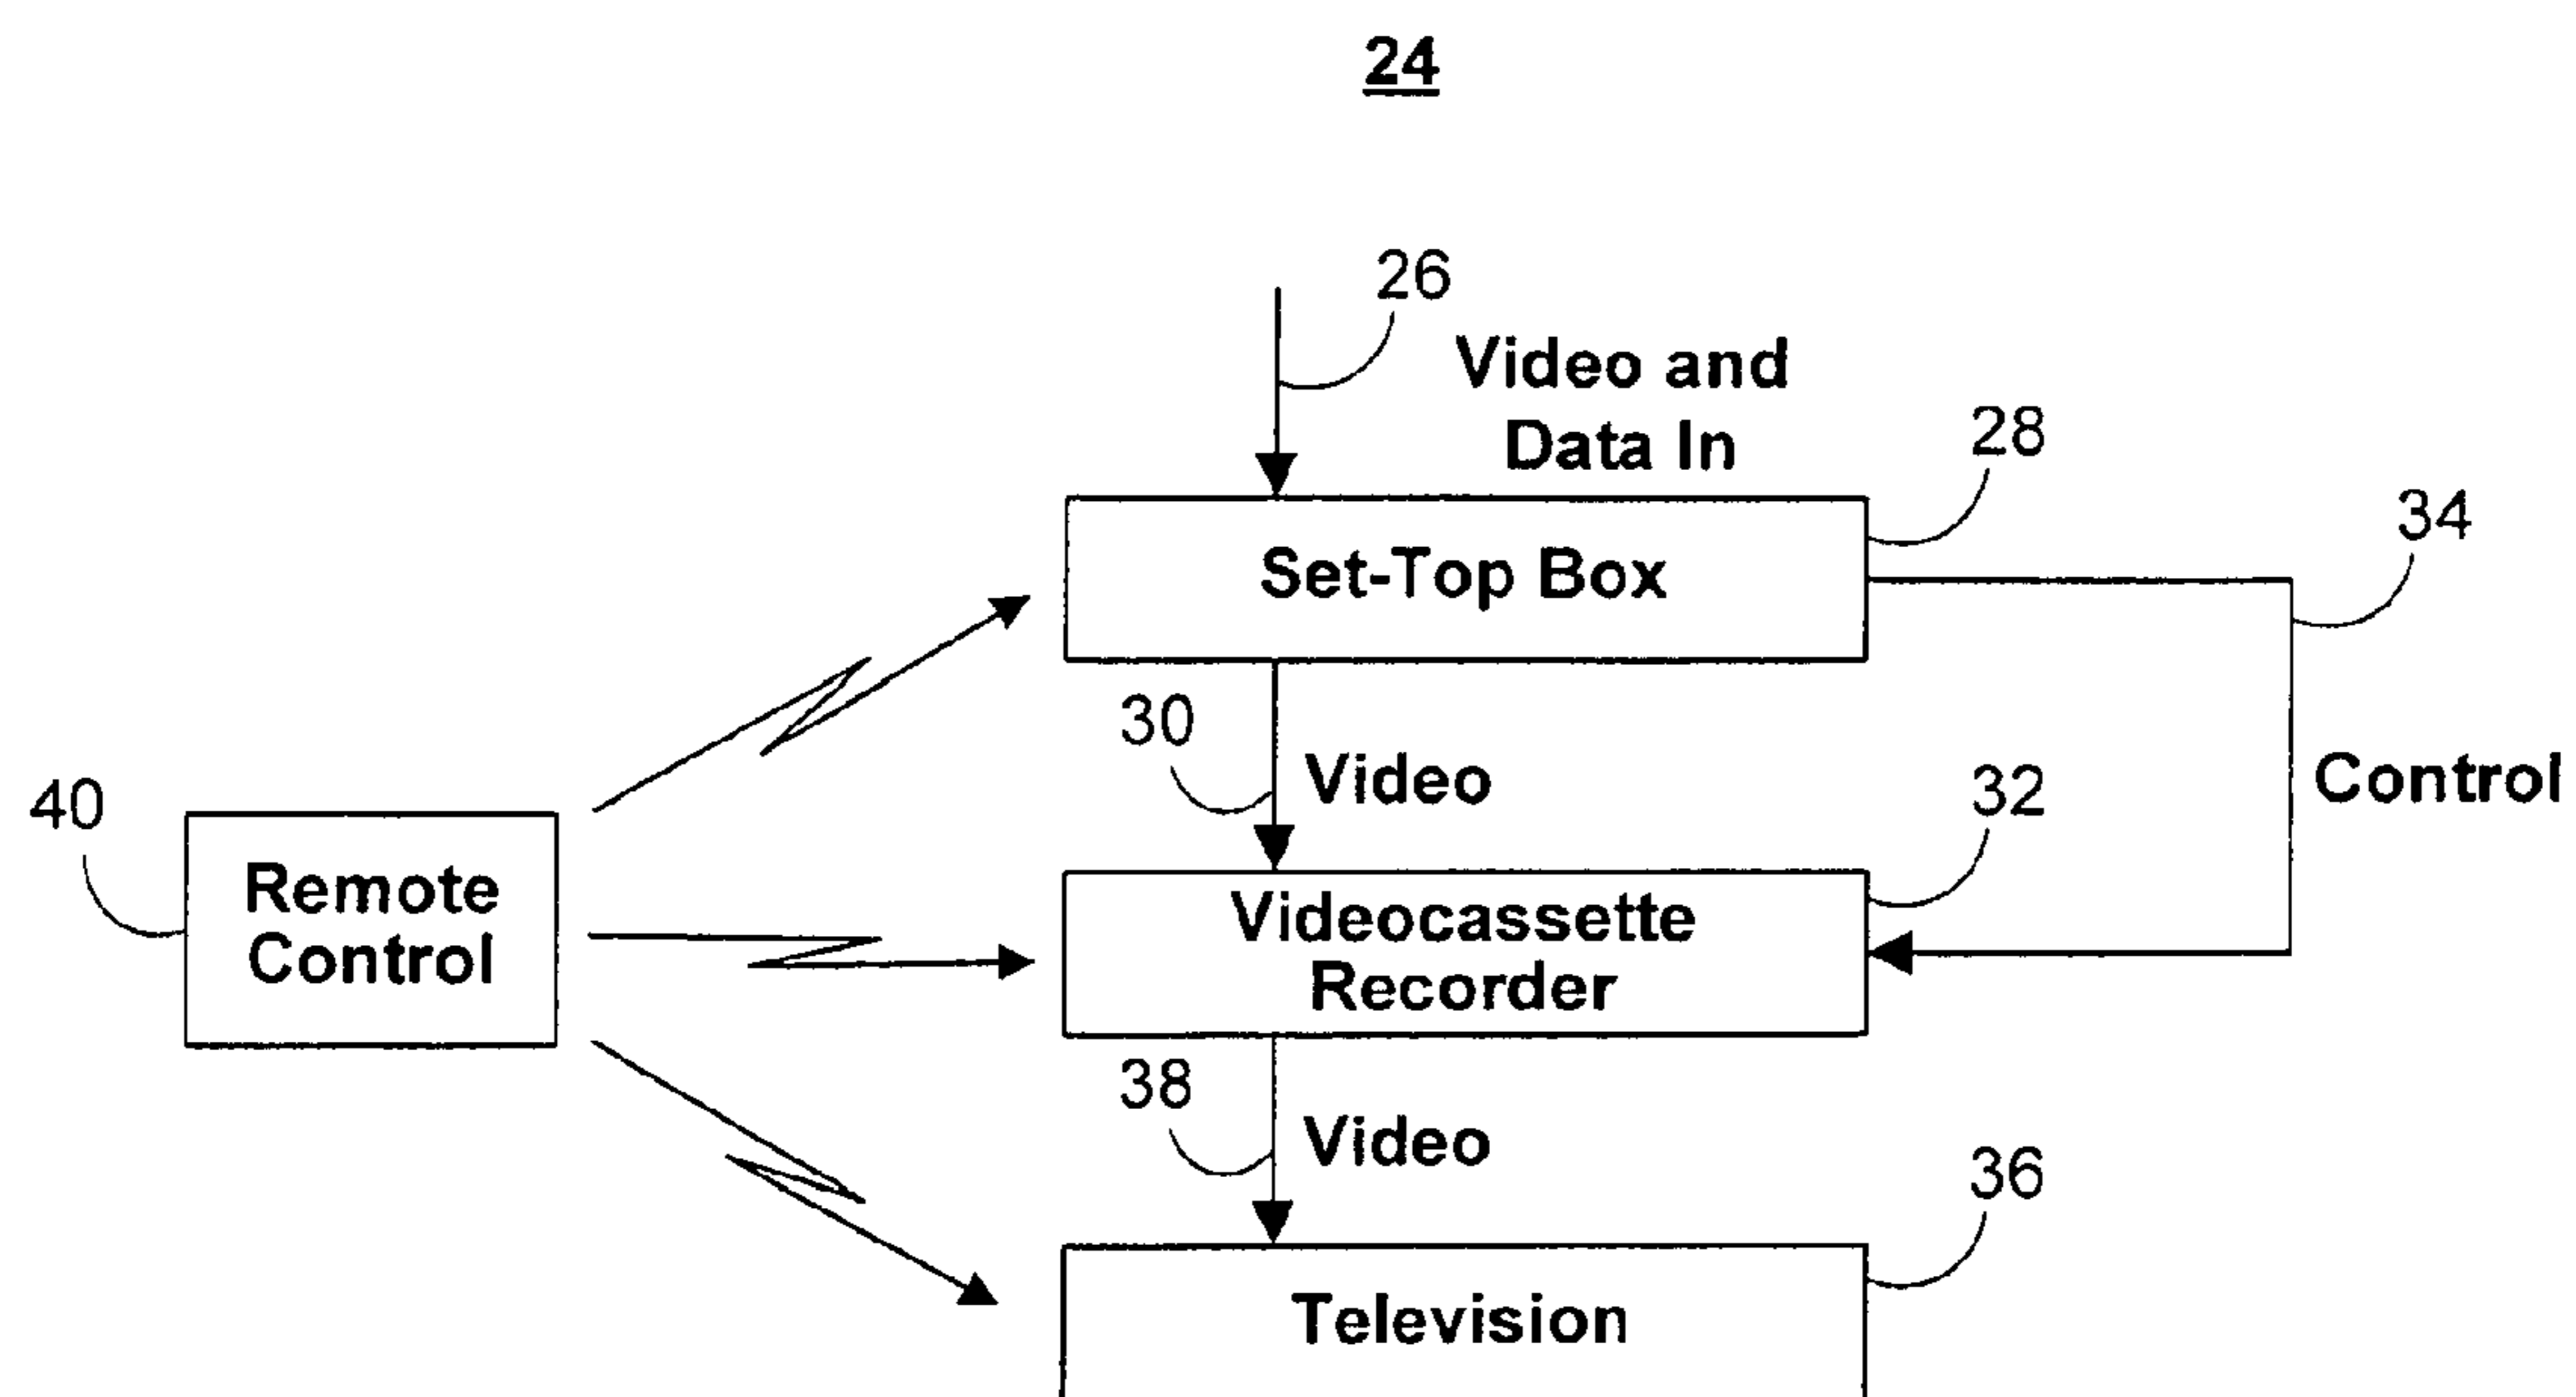 24
26
Video and
Data In
28
Set-Top Box
34
30
Video
Control
40
Remote
Control
32
Videocassette
Recorder
38
Video
36
Television